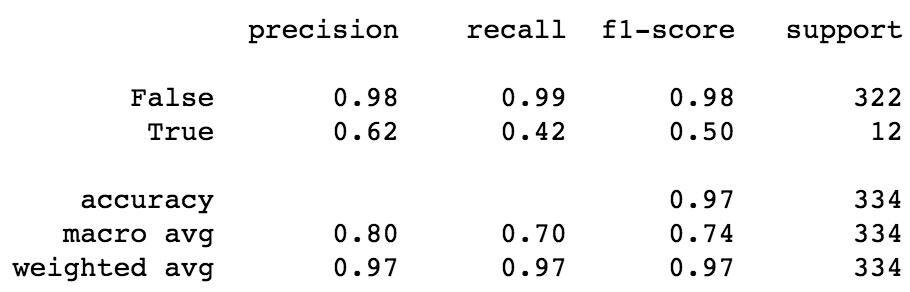 precision recall f1-score support
False 0.98 0.99 0.98 322
True 0.62 0.42 0.50 12
accuracy 0.97 334
macro avg 0.80 0.70 0.74 334
weighted avg 0.97 0.97 0.97 334